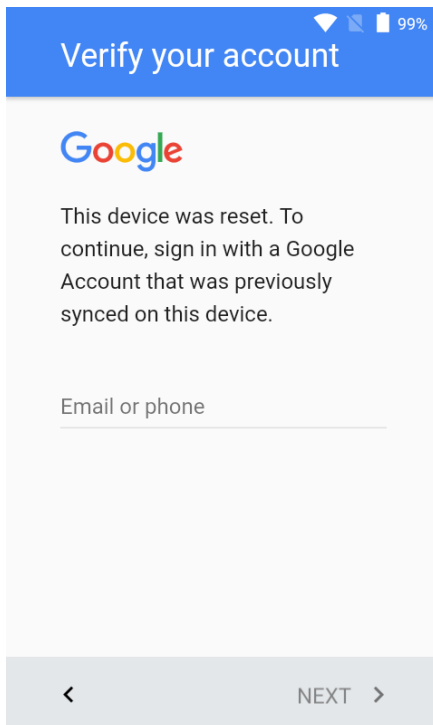 99%
Verify your account
Google
This device was reset. To
continue, sign in with a Google
Account that was previously
synced on this device.
Email or phone
NEXT